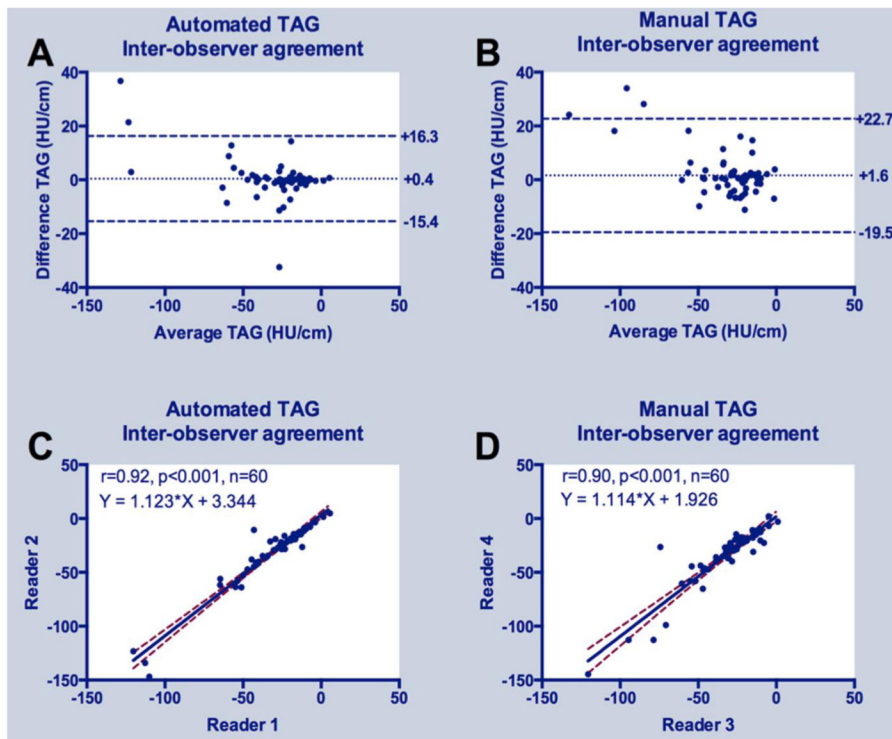 A
Automated TAG
Inter-observer agreement
Difference TAG (HU/cm)
40
20
0
-20
-40
+16.3
+0.4
-15.4
-150
-100
-50
0
50
Average TAG (HU/cm)
B
Manual TAG
Inter-observer agreement
Difference TAG (HU/cm)
40
20
0
-20
-40
+22.7
+1.6
-19.5
-150
-100
-50
0
50
Average TAG (HU/cm)
C
Automated TAG
Inter-observer agreement
r=0.92, p<0.001, n=60
Y = 1.123*X + 3.344
Reader 2
50
0
-50
-100
-150
-150
-100
-50
0
50
Reader 1
D
Manual TAG
Inter-observer agreement
r=0.90, p<0.001, n=60
Y = 1.114*X + 1.926
Reader 4
50
0
-50
-100
-150
-150
-100
-50
0
50
Reader 3